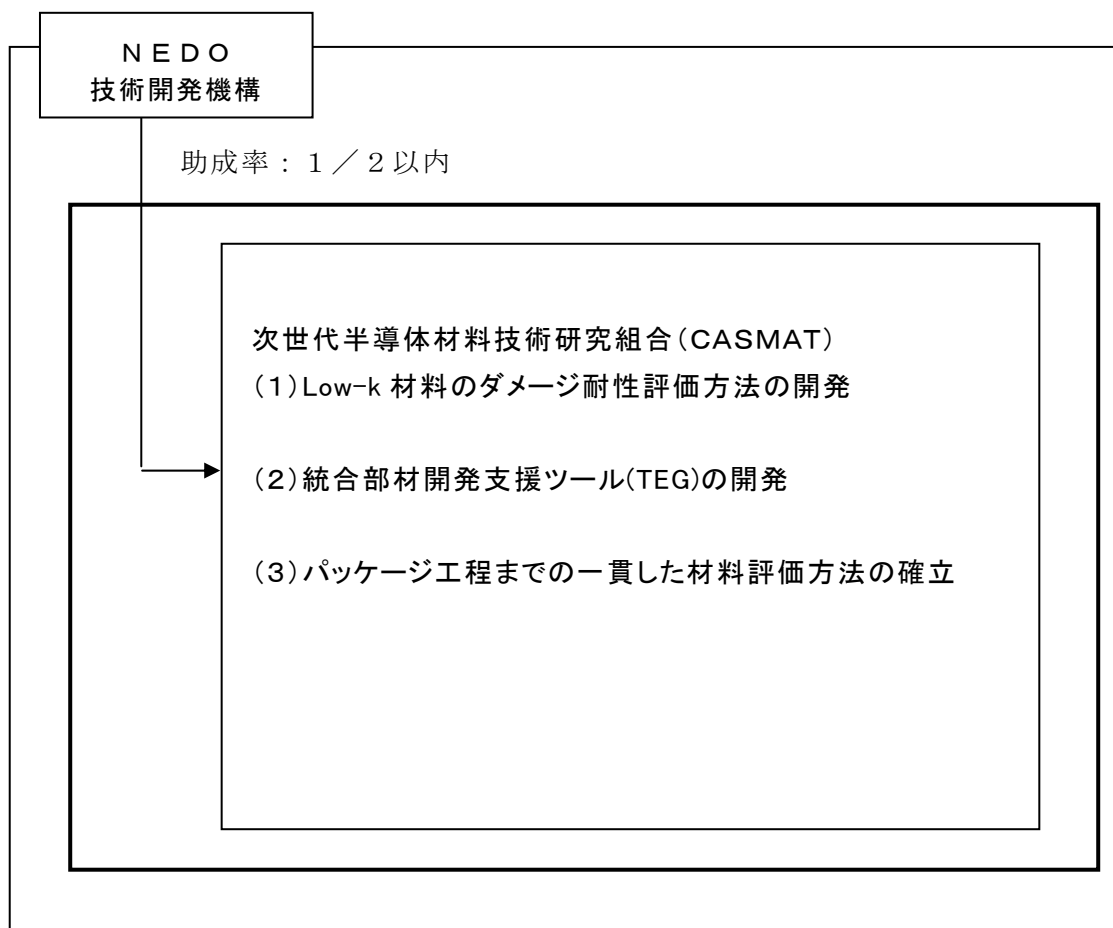 ＮＥＤＯ
技術開発機構
助成率：１／２以内
次世代半導体材料技術研究組合（CASMAT）
（１）Low-k 材料のダメージ耐性評価方法の開発
（２）統合部材開発支援ツール(TEG)の開発
（３）パッケージ工程までの一貫した材料評価方法の確立